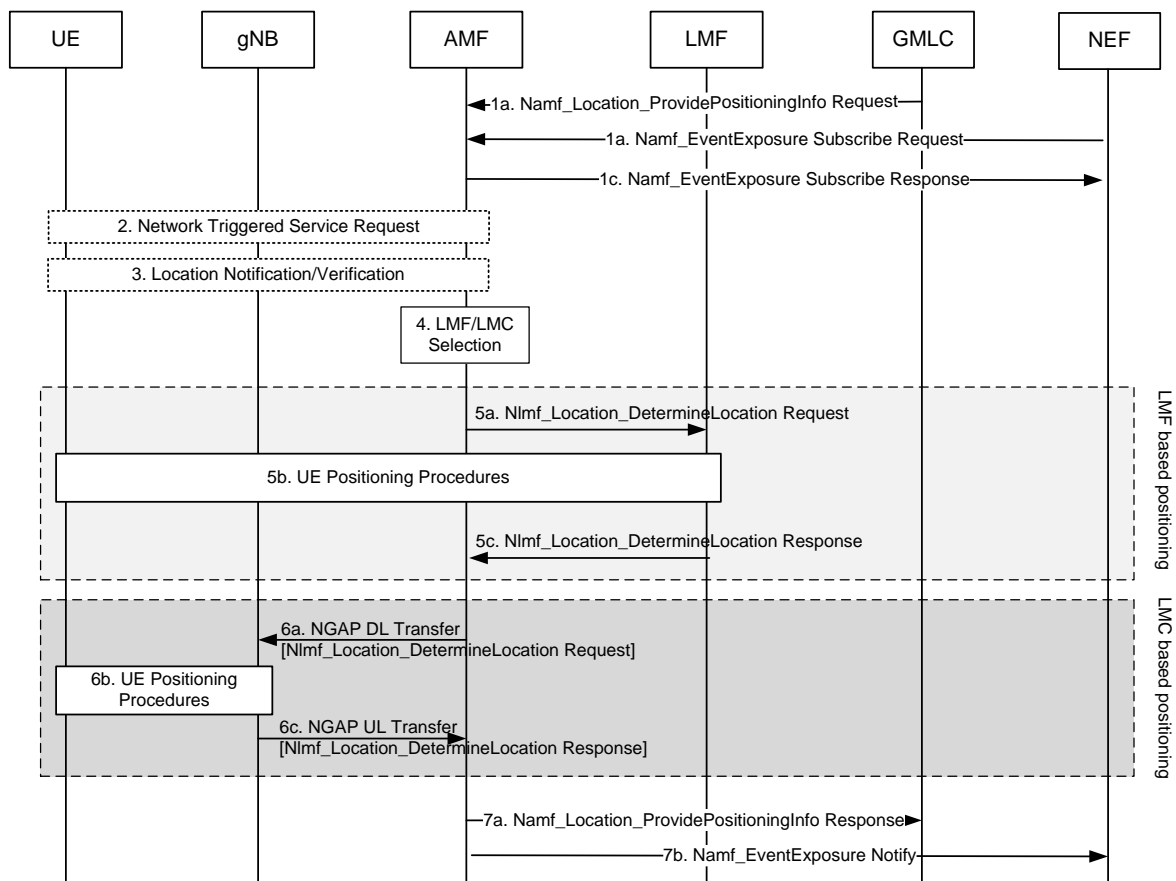 UE
gNB
AMF
LMF
GMLC
NEF
1a. Namf_Location_ProvidePositioningInfo Request
1a. Namf_EventExposure Subscribe Request
1c. Namf_EventExposure Subscribe Response
2. Network Triggered Service Request
3. Location Notification/Verification
4. LMF/LMC
Selection
LMF based positioning
5a. Nlmf_Location_DetermineLocation Request
5b. UE Positioning Procedures
5c. Nlmf_Location_DetermineLocation Response
LMC based positioning
6a. NGAP DL Transfer
[Nlmf_Location_DetermineLocation Request]
6b. UE Positioning
Procedures
6c. NGAP UL Transfer
[Nlmf_Location_DetermineLocation Response]
7a. Namf_Location_ProvidePositioningInfo Response
7b. Namf_EventExposure Notify